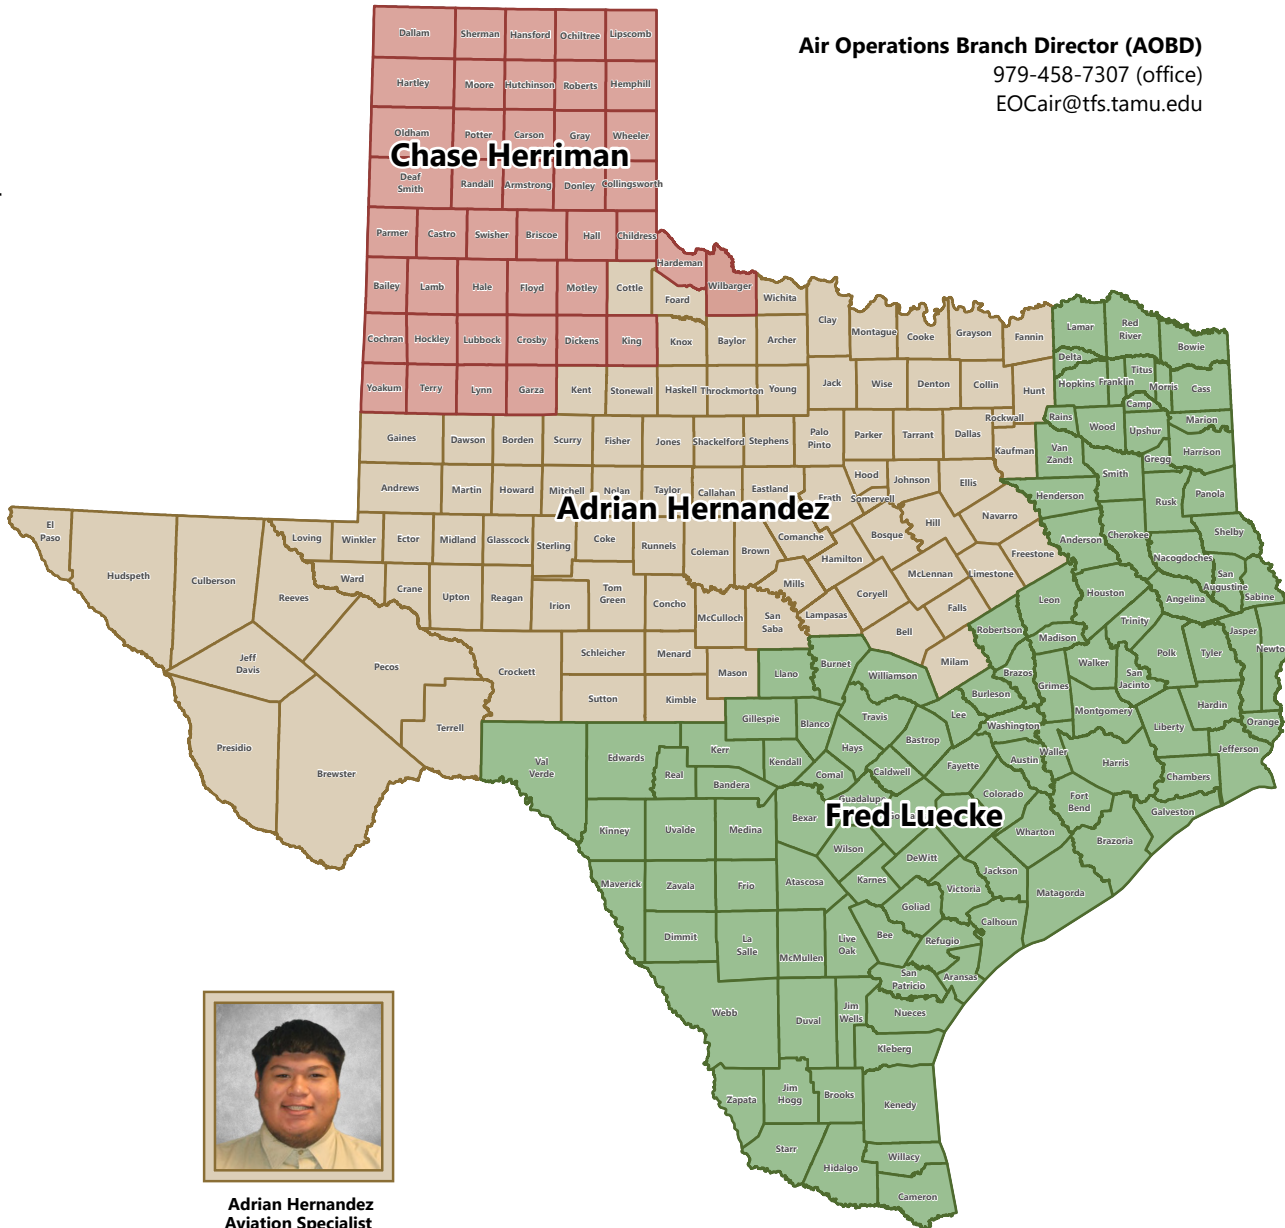 Air Operations Branch Director (AOBD)
979-458-7307 (office)
EOCair@tfs.tamu.edu
Dallam Sherman Hansford Ochiltree Lipscomb
Hartley Moore Hutchinson Roberts Hemphill
Oldham Potter Carson Gray Wheeler
Chase Herriman
Deaf
Smith
Randall Armstrong Donley Collingsworth
Parmer Castro Swisher Briscoe Hall Childress
Hardeman
Bailey Lamb Hale Floyd Motley Cottle Foard Wilbarger Wichita
Cochran Hockley Lubbock Crosby Dickens King Knox Baylor Archer Clay Montague Cooke Grayson Fannin Lamar
Red
River
Bowie
Delta
Yoakum Terry Lynn Garza Kent Stonewall Haskell Throckmorton Young Jack Wise Denton Collin Hunt Hopkins Franklin Titus Morris Cass
Camp
Rockwall Rains Wood Upshur Marion
Gaines Dawson Borden Scurry Fisher Jones Shackelford Stephens
Palo
Pinto
Parker Tarrant Dallas Kaufman
Van
Zandt
Smith Gregg Harrison
Andrews Martin Howard Mitchell Nolan Taylor Callahan Eastland Erath Hood Somervell Johnson Ellis Henderson Rusk Panola
Adrian Hernandez
El
Paso
Hudspeth Culberson Reeves Loving Winkler Ector Midland Glasscock Sterling Coke Runnels Coleman Brown Comanche Hamilton Bosque Hill Navarro Freestone Anderson Cherokee Nacogdoches Shelby
San
Augustine
Sabine
Ward Crane Upton Reagan Irion
Tom
Green
Concho McCulloch
San
Saba
Mills Lampasas Coryell McLennan Limestone Falls Bell Milam Robertson Leon Houston Angelina Trinity Madison
Jeff
Davis
Pecos Crockett Schleicher Menard Mason Llano Burnet Williamson Brazos Grimes Walker
San
Jacinto
Polk Tyler Jasper Newto
Sutton Kimble Burleson Montgomery Liberty Hardin Orange
Presidio Brewster Terrell
Val
Verde
Edwards Real Kerr Gillespie Blanco Travis Lee Washington Bastrop Hays Kendall Bandera Comal Caldwell Fayette Austin Waller Harris Jefferson Chambers
Guadalupe
Colorado
Fort
Bend
Galveston
Fred Luecke
Kinney Uvalde Medina Bexar Wilson DeWitt Wharton Brazoria
Maverick Zavala Frio Atascosa Karnes Goliad Victoria Jackson Matagorda
Dimmit
La
Salle
McMullen
Live
Oak
Bee Refugio Calhoun
San
Patricio
Aransas
Webb Duval
Jim
Wells
Nueces
Kleberg
Zapata
Jim
Hogg
Brooks Kenedy
Starr Hidalgo Willacy
Cameron
Adrian Hernandez
Aviation Specialist